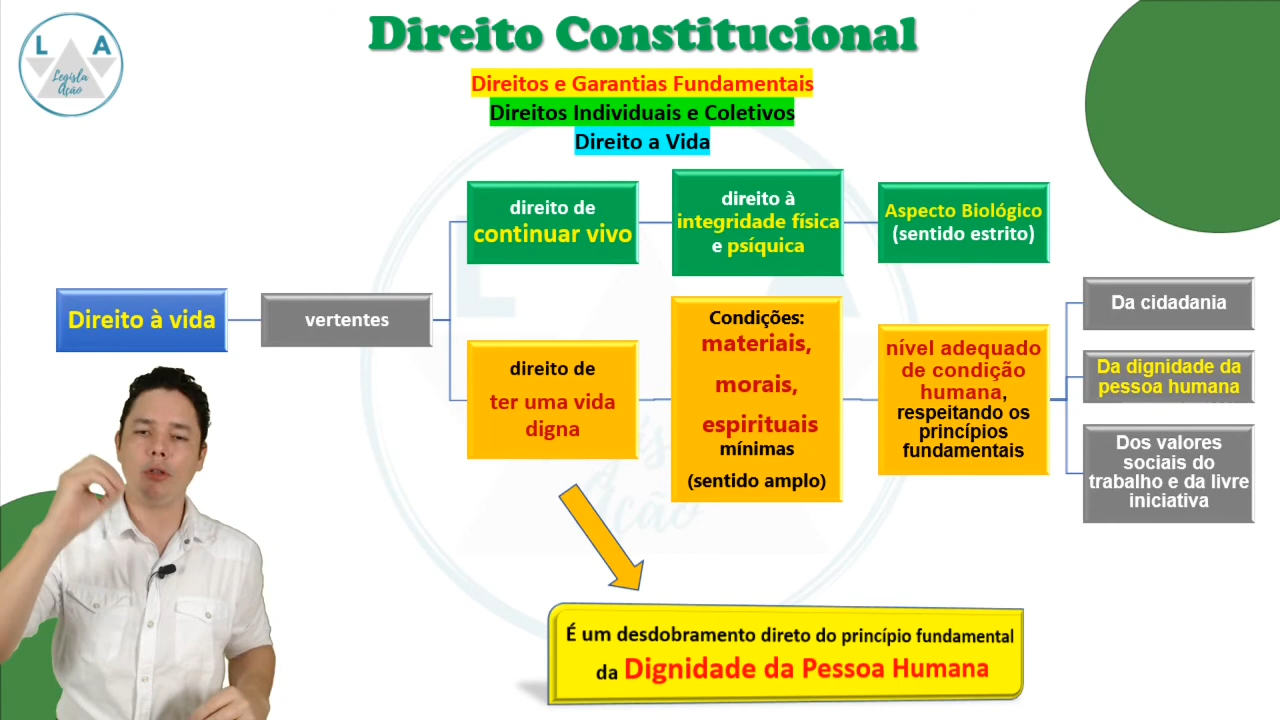 L A
Legisla
Ação
Direito Constitucional
Direitos e Garantias Fundamentais
Direitos Individuais e Coletivos
Direito a Vida
Direito à vida
vertentes
direito de
continuar vivo
direito à
integridade física
e psíquica
Aspecto Biológico
(sentido estrito)
direito de
ter uma vida
digna
Condições:
materiais,
morais,
espirituais
mínimas
(sentido amplo)
nível adequado
de condição
humana,
respeitando os
princípios
fundamentais
Da cidadania
Da dignidade da
pessoa humana
Dos valores
sociais do
trabalho e da livre
iniciativa
É um desdobramento direto do princípio fundamental
da Dignidade da Pessoa Humana